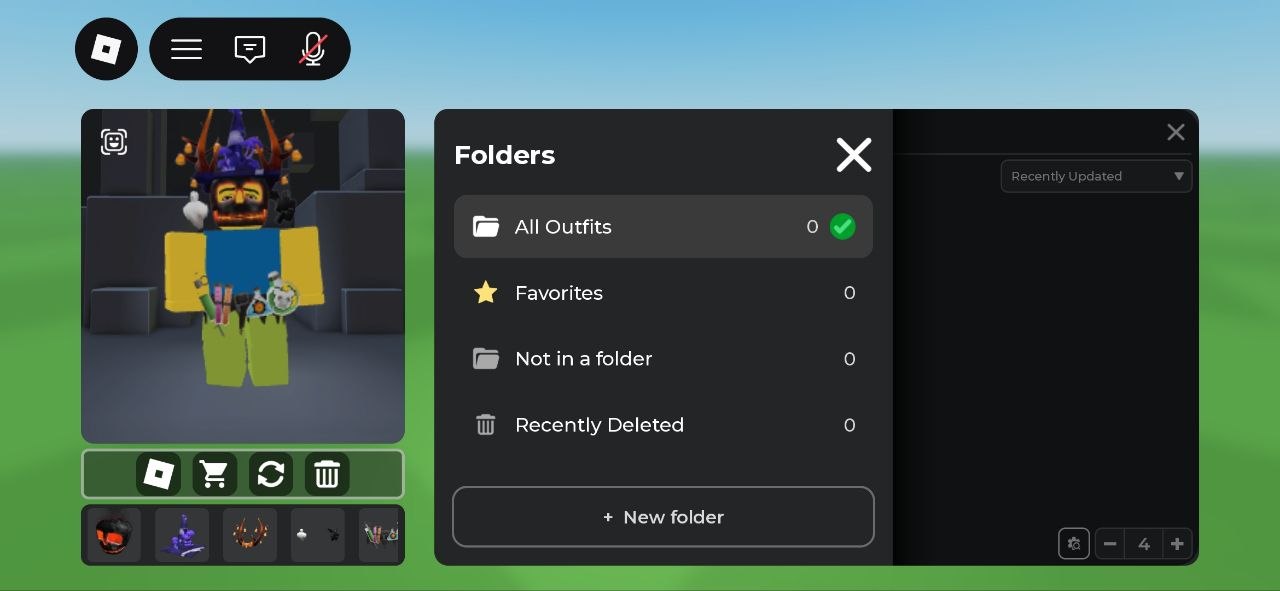 Folders
All Outfits 0
Favorites 0
Not in a folder 0
Recently Deleted 0
+ New folder
Recently Updated
4